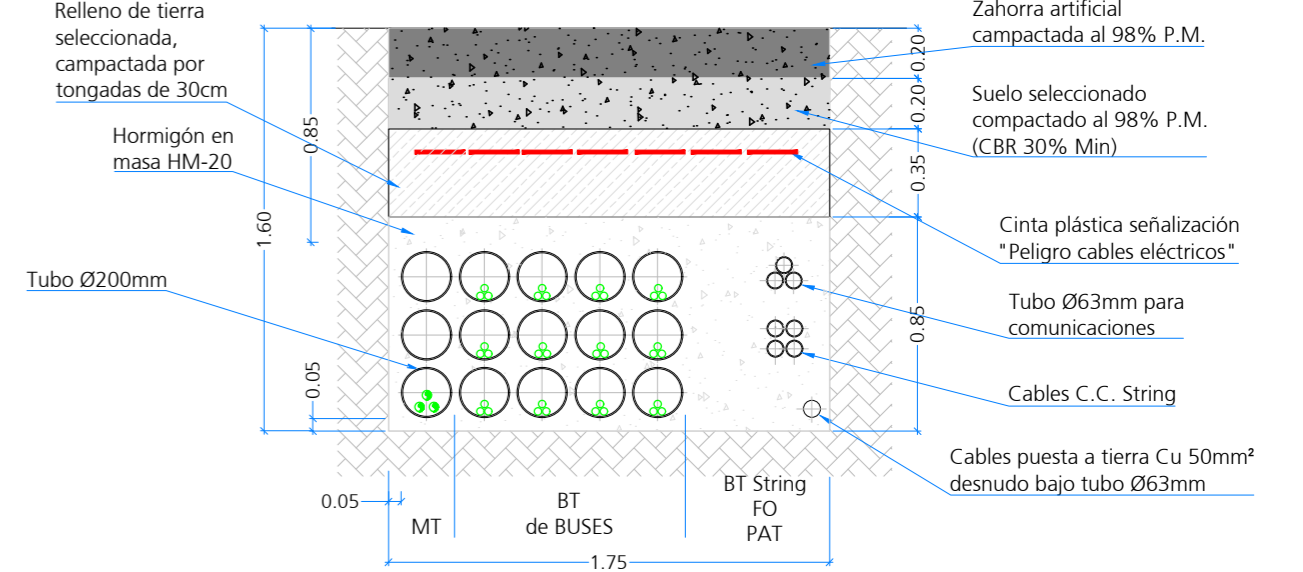 Relleno de tierra
seleccionada,
campactada por
tongadas de 30cm
Hormigón en
masa HM-20
Tubo Ø200mm
1.60
0.85
0.05
0.05
MT
BT
de BUSES
BT String
FO
PAT
1.75
Zahorra artificial
campactada al 98% P.M.
0.20
0.20
Suelo seleccionado
compactado al 98% P.M.
(CBR 30% Min)
0.35
Cinta plástica señalización
"Peligro cables eléctricos"
Tubo Ø63mm para
comunicaciones
0.85
Cables C.C. String
Cables puesta a tierra Cu 50mm²
desnudo bajo tubo Ø63mm